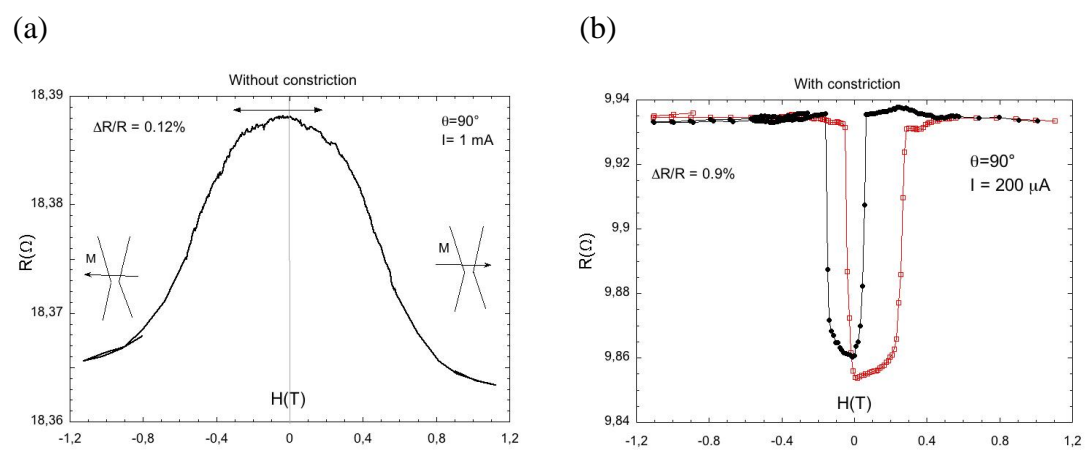 (a)
Without constriction
18,39
18,38
18,37
18,36
R(Ω)
ΔR/R = 0.12%
θ=90°
I= 1 mA
M
M
H(T)
-1,2 -0,8 -0,4 0 0,4 0,8 1,2
(b)
With constriction
9,94
9,92
9,9
9,88
9,86
9,84
R(Ω)
ΔR/R = 0.9%
θ=90°
I = 200 μA
H(T)
-1,2 -0,8 -0.4 0 0.4 0,8 1,2